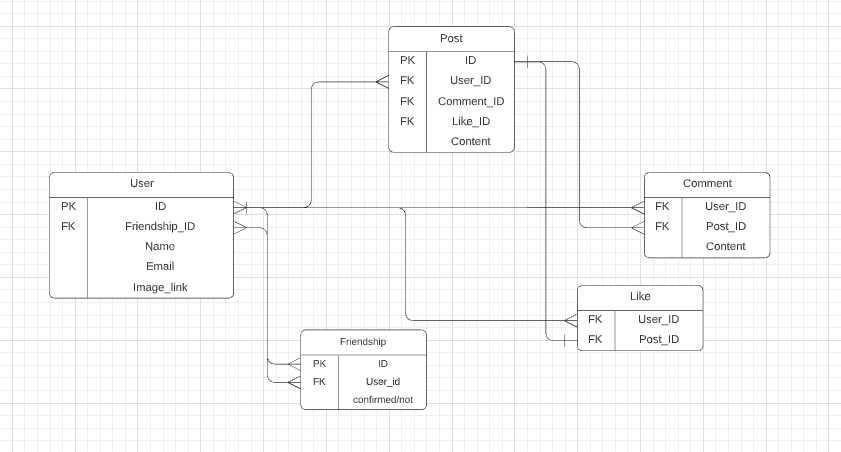 Post
PK ID
FK User_ID
FK Comment_ID
FK Like_ID
Content
User
PK ID
FK Friendship_ID
Name
Email
Image_link
Comment
FK User_ID
FK Post_ID
Content
Like
FK User_ID
FK Post_ID
Friendship
PK ID
FK User_id
confirmed/not